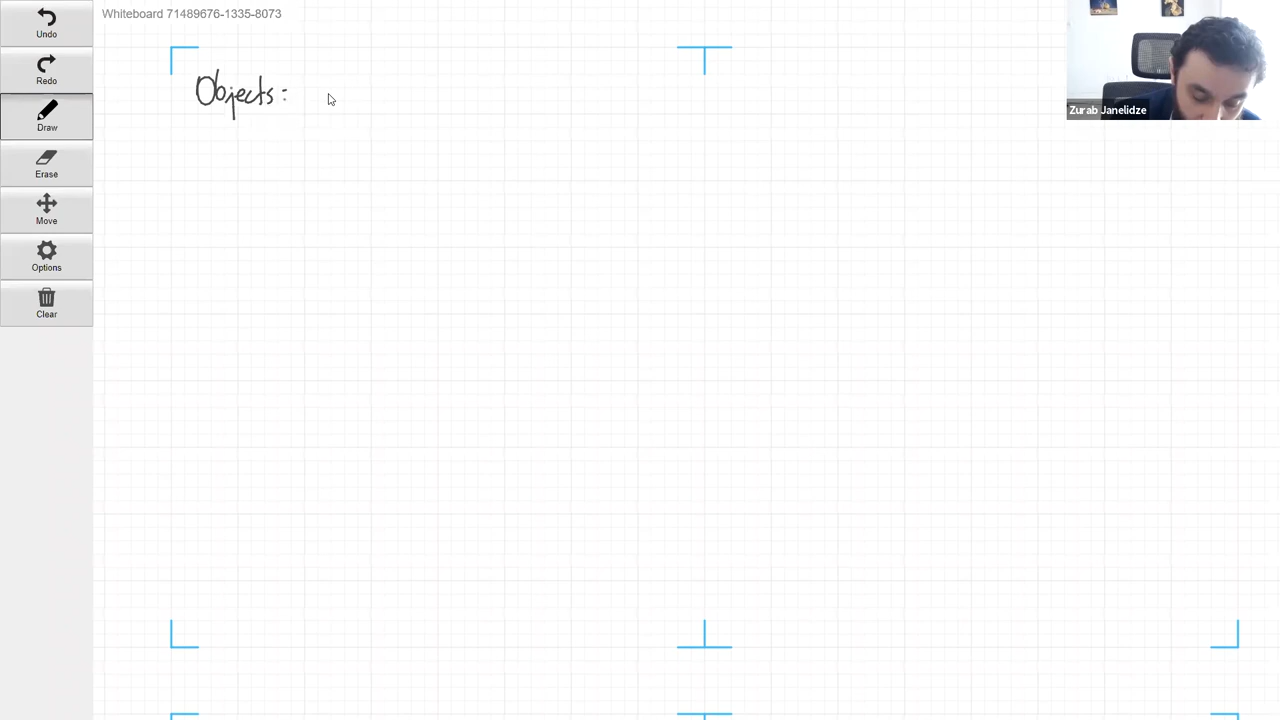 Whiteboard 71489676-1335-8073
Undo
Redo
Draw
Erase
Move
Options
Clear
Objects:
Zurab Janelidze